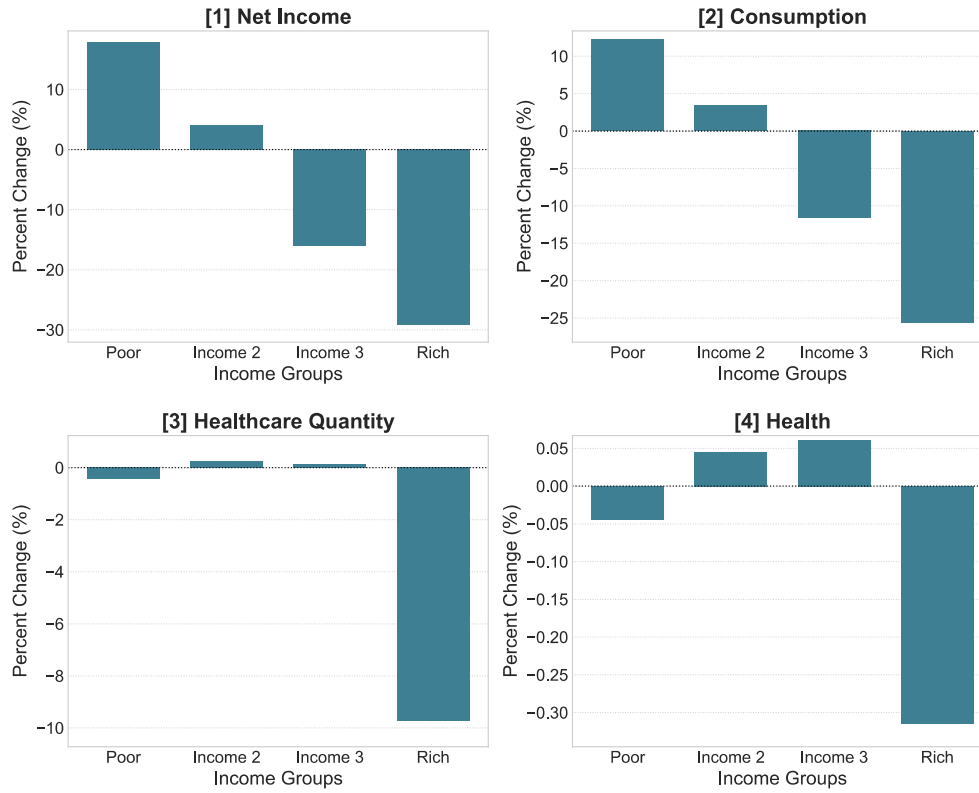 [1] Net Income
Percent Change (%)
10
0
−10
−20
−30
Poor Income 2 Income 3 Rich
Income Groups
[2] Consumption
Percent Change (%)
10
5
0
−5
−10
−15
−20
−25
Poor Income 2 Income 3 Rich
Income Groups
[3] Healthcare Quantity
Percent Change (%)
0
−2
−4
−6
−8
−10
Poor Income 2 Income 3 Rich
Income Groups
[4] Health
Percent Change (%)
0.05
0.00
−0.05
−0.10
−0.15
−0.20
−0.25
−0.30
Poor Income 2 Income 3 Rich
Income Groups